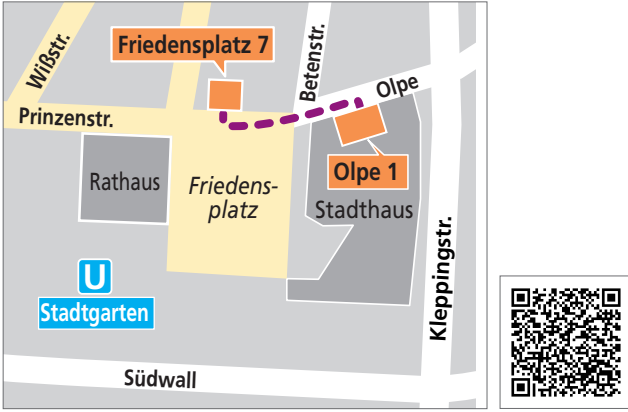 Wißstr.
Friedensplatz 7
Betenstr.
Olpe
Prinzenstr.
Rathaus
Friedens-
platz
Olpe 1
Stadthaus
Kleppingstr.
U
Stadtgarten
Südwall